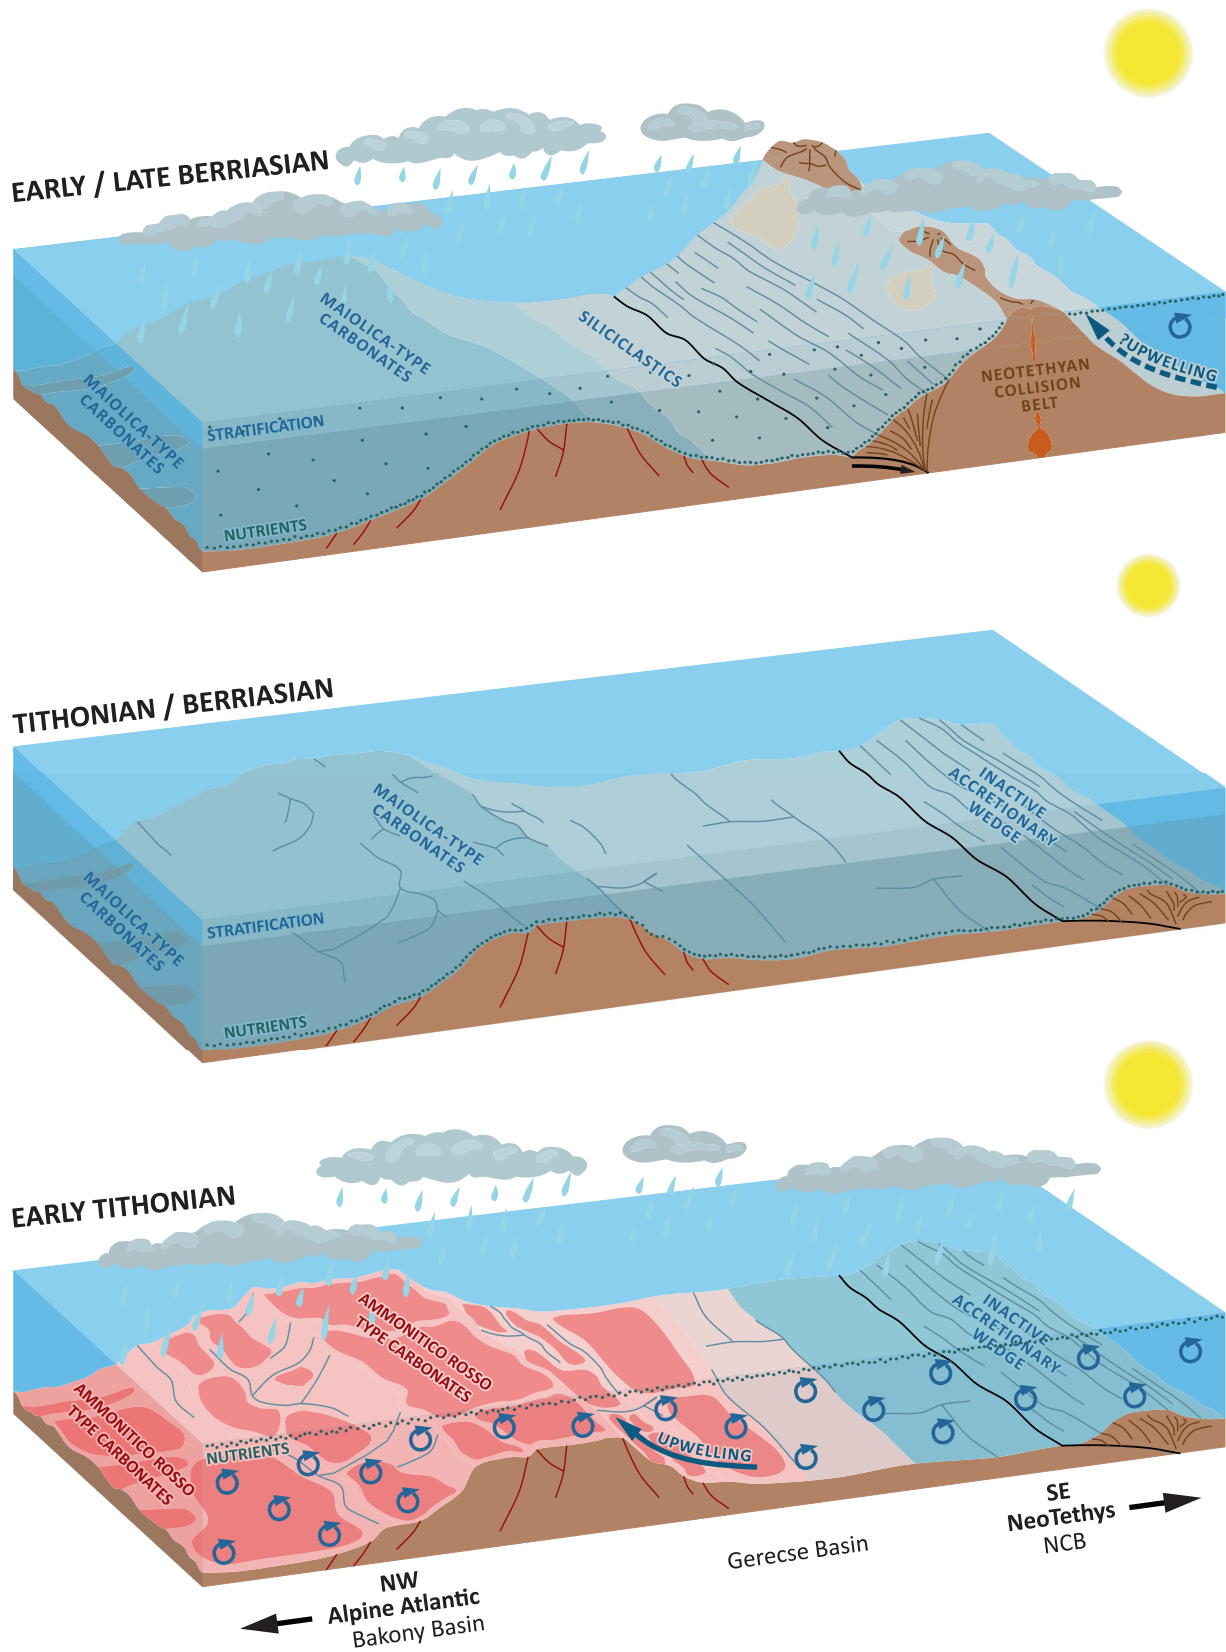 EARLY / LATE BERRIASIAN
MAIOLICA-TYPE
CARBONATES
SILICICLASTICS
?UPWELLING
NEOTETHYAN
COLLISION
BELT
MAIOLICA-TYPE
CARBONATES
STRATIFICATION
NUTRIENTS
TITHONIAN / BERRIASIAN
MAIOLICA-TYPE
CARBONATES
INACTIVE
ACCRETIONARY
WEDGE
MAIOLICA-TYPE
CARBONATES
STRATIFICATION
NUTRIENTS
EARLY TITHONIAN
AMMONITICO ROSSO
TYPE CARBONATES
INACTIVE
ACCRETIONARY
WEDGE
AMMONITICO ROSSO
TYPE CARBONATES
NUTRIENTS
UPWELLING
SE
NeoTethys
NCB
Gerecse Basin
NW
Alpine Atlantic
Bakony Basin